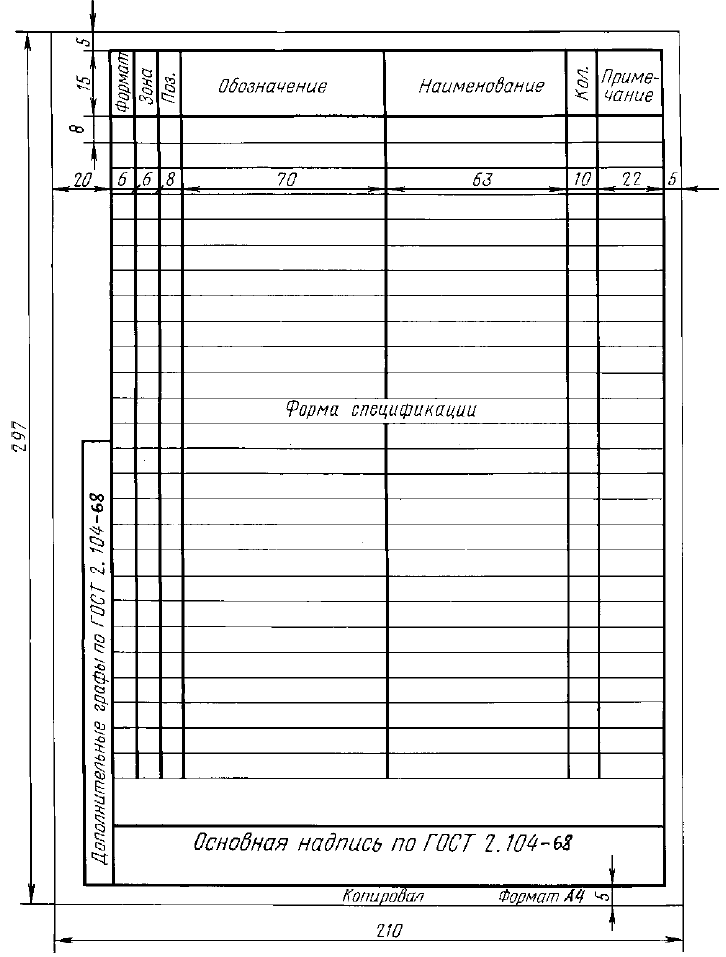 5
15
8
Формат
Зона
Поз.
Обозначение
Наименование
Кол.
Приме-
чание
20 6 6 8 70 63 10 22 5
Форма спецификации
297
Дополнительные графы по ГОСТ 2.104-68
Основная надпись по ГОСТ 2.104-68
Копировал Формат А4 5
210